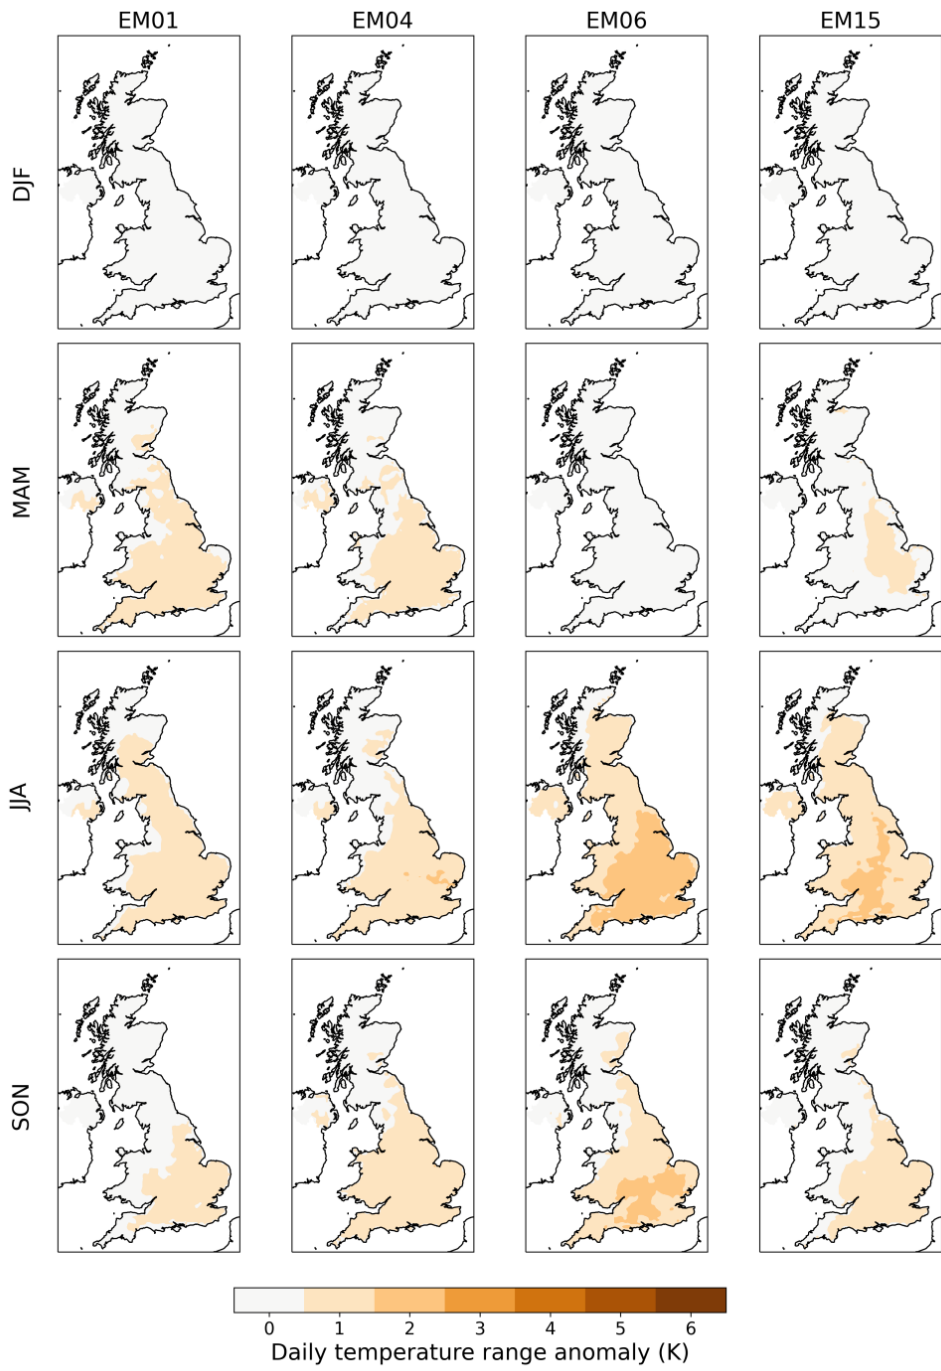 EM01 EM04 EM06 EM15
DJF
MAM
JJA
SON
0 1 2 3 4 5 6
Daily temperature range anomaly (K)